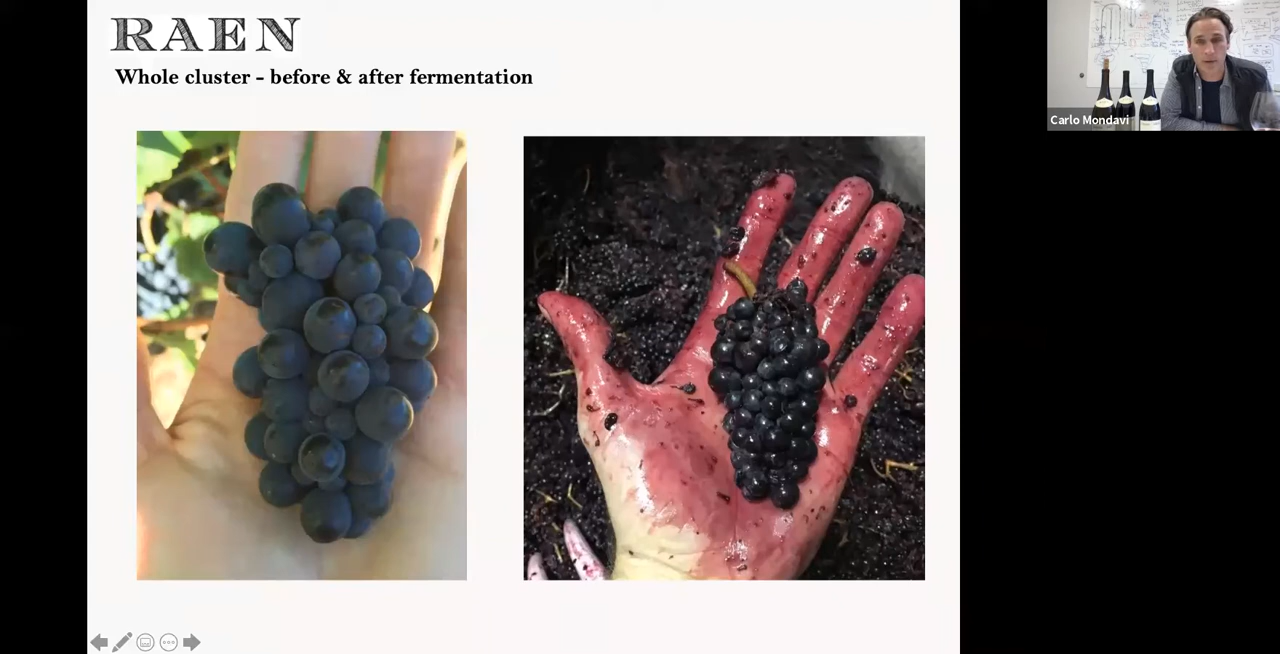 RAEN
Whole cluster - before & after fermentation
Carlo Mondavi